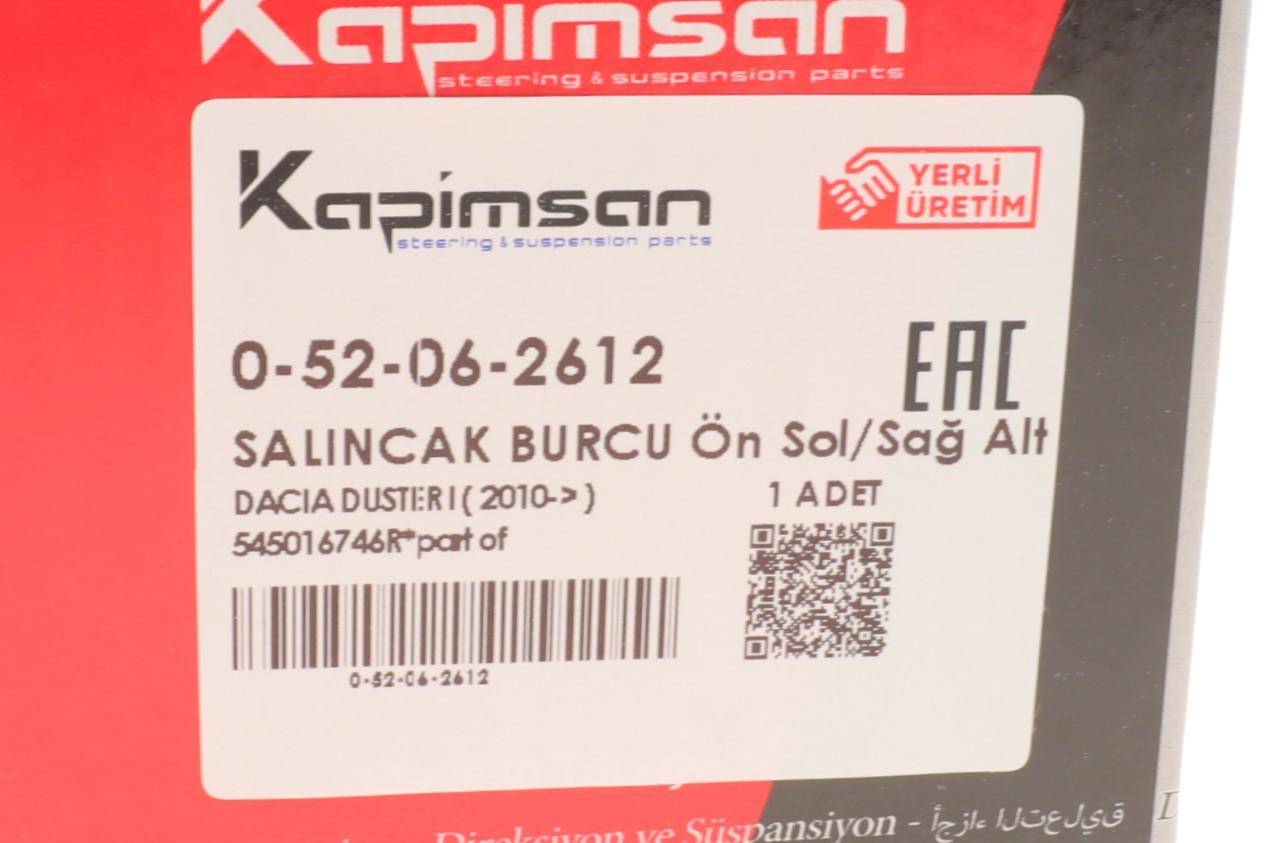 Kapimsan
steering & suspension parts
Kapimsan
steering & suspension parts
YERLİ
ÜRETİM
0-52-06-2612
EAC
SALINCAK BURCU Ön Sol/Sağ Alt
DACIA DUSTER I ( 2010-> )
1 ADET
545016746R*part of
0-52-06-2612
Direksiyon ve Süspansiyon - أجزاء التعليق